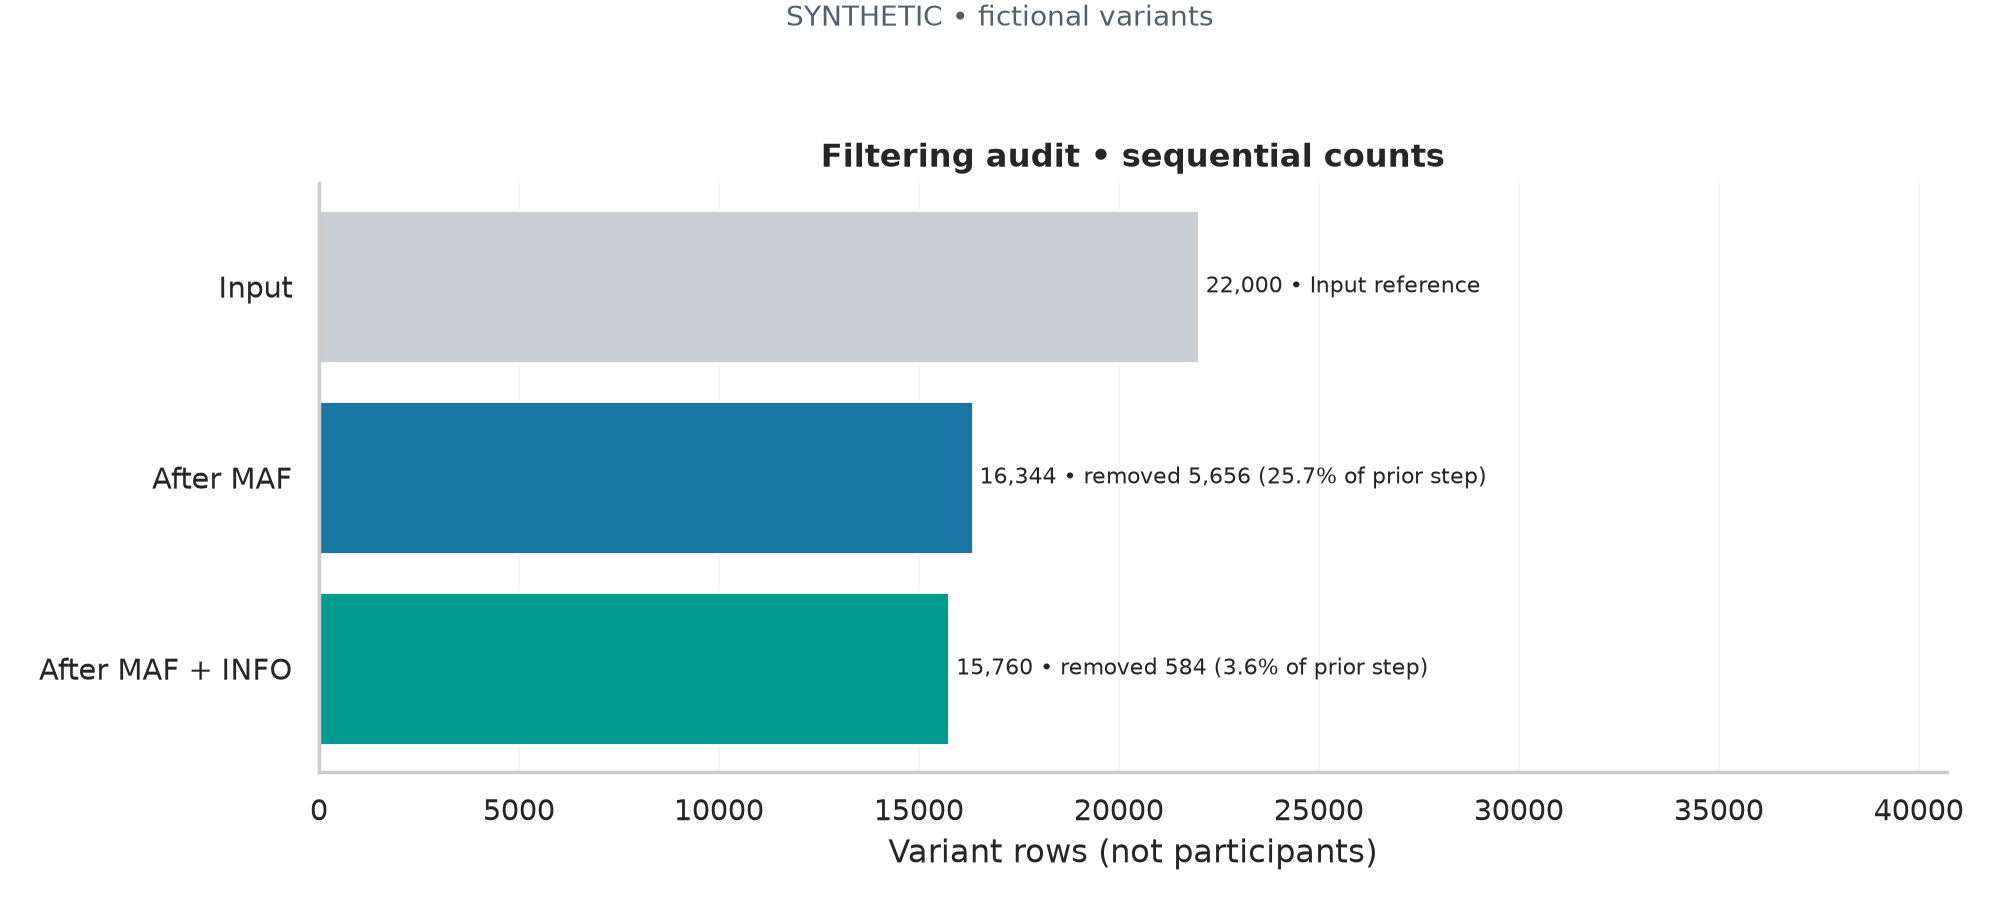 SYNTHETIC • fictional variants
Filtering audit • sequential counts
Input
22,000 • Input reference
After MAF
16,344 • removed 5,656 (25.7% of prior step)
After MAF + INFO
15,760 • removed 584 (3.6% of prior step)
0 5000 10000 15000 20000 25000 30000 35000 40000
Variant rows (not participants)